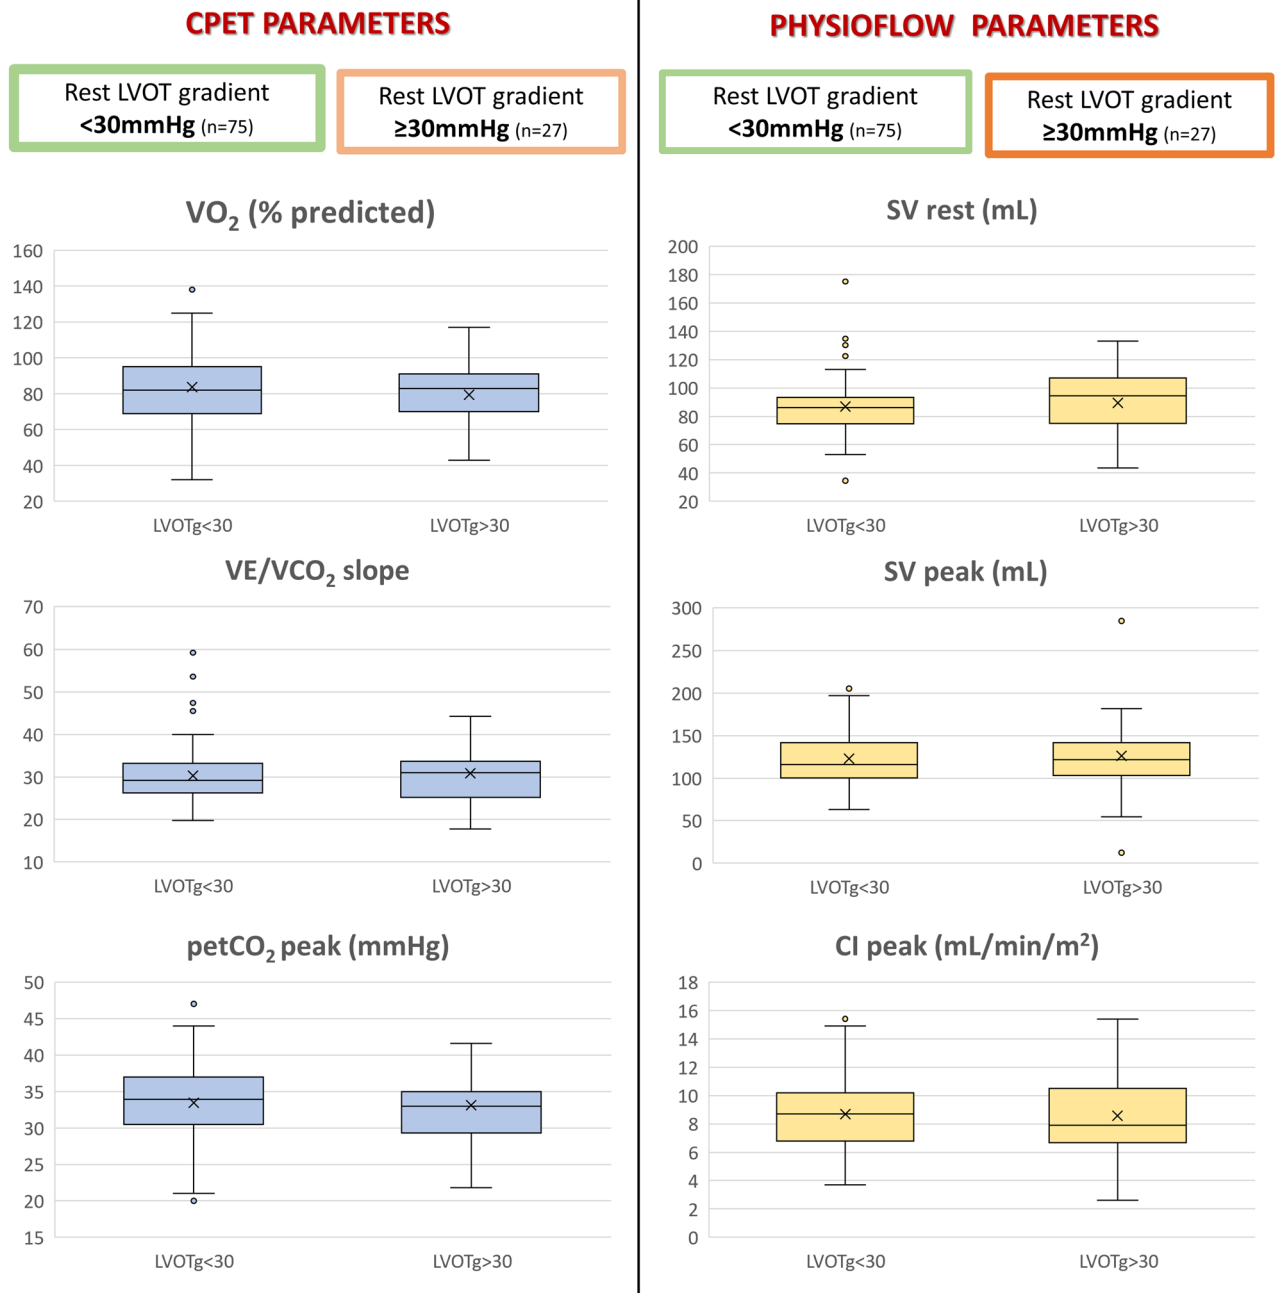 CPET PARAMETERS
Rest LVOT gradient
<30mmHg (n=75)
Rest LVOT gradient
≥30mmHg (n=27)
VO₂ (% predicted)
160
140
120
100
80
60
40
20
LVOTg<30
LVOTg>30
VE/VCO₂ slope
70
60
50
40
30
20
10
LVOTg<30
LVOTg>30
petCO₂ peak (mmHg)
50
45
40
35
30
25
20
15
LVOTg<30
LVOTg>30
PHYSIOFLOW PARAMETERS
Rest LVOT gradient
<30mmHg (n=75)
Rest LVOT gradient
≥30mmHg (n=27)
SV rest (mL)
200
180
160
140
120
100
80
60
40
20
LVOTg<30
LVOTg>30
SV peak (mL)
300
250
200
150
100
50
0
LVOTg<30
LVOTg>30
CI peak (mL/min/m²)
18
16
14
12
10
8
6
4
2
0
LVOTg<30
LVOTg>30